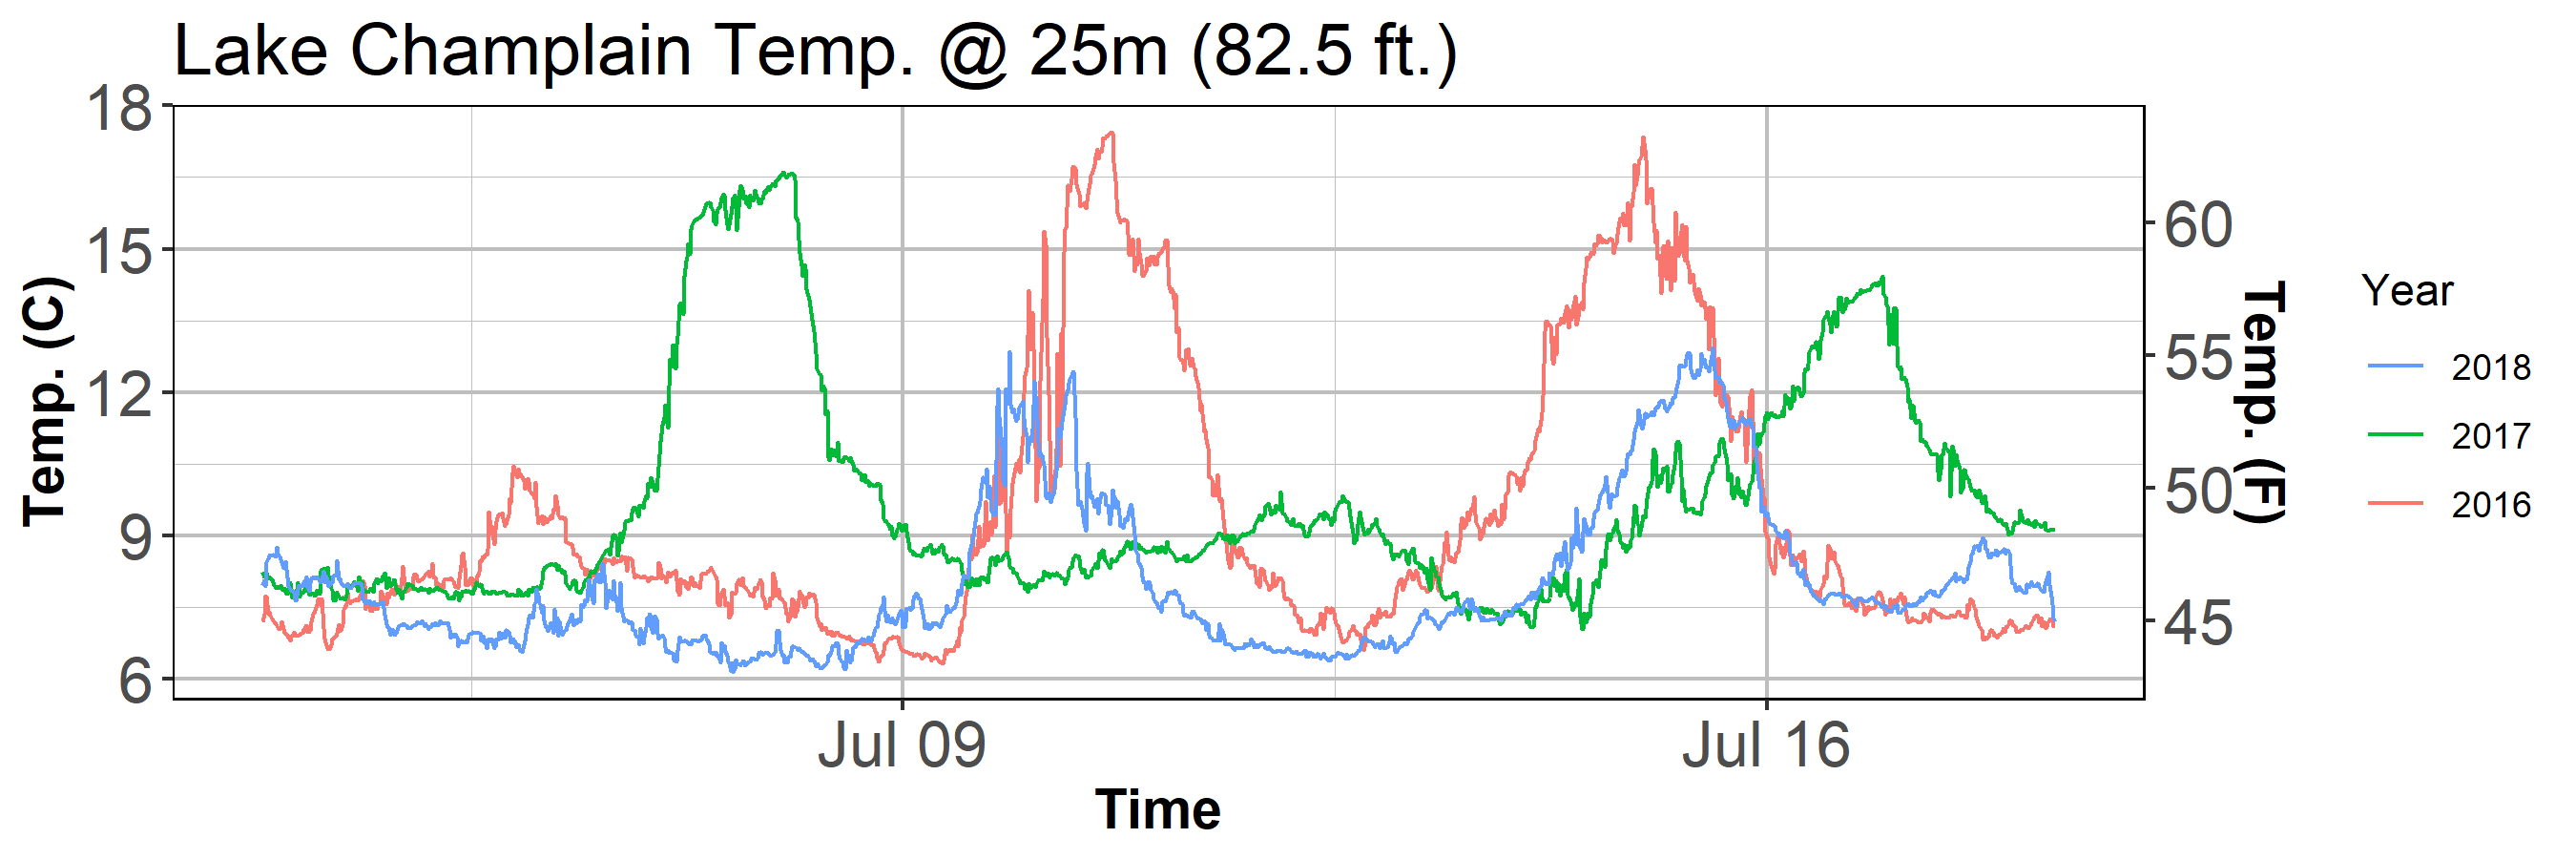 Lake Champlain Temp. @ 25m (82.5 ft.)
18
15
12
9
6
Temp. (C)
60
55
50
45
Temp. (F)
Jul 09
Jul 16
Time
Year
2018
2017
2016